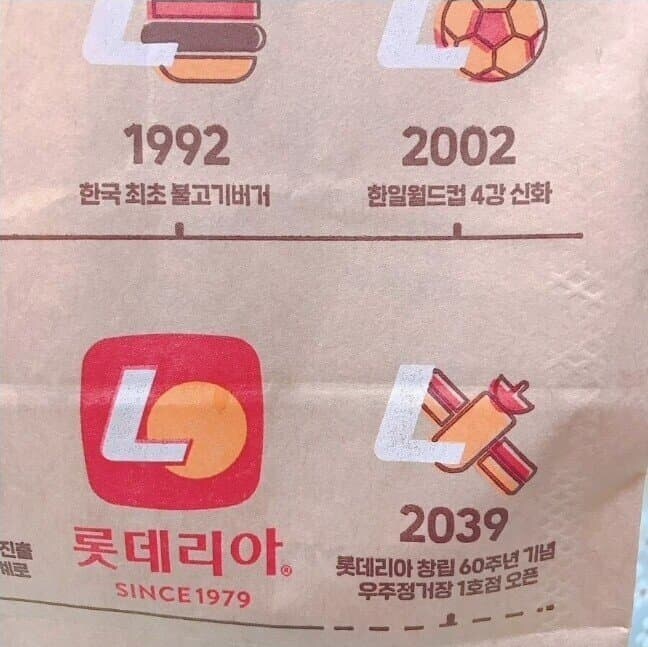 1992
한국 최초 불고기버거
2002
한일월드컵 4강 신화
진출
롯데리아®
SINCE 1979
2039
롯데리아 창립 60주년 기념
우주정거장 1호점 오픈